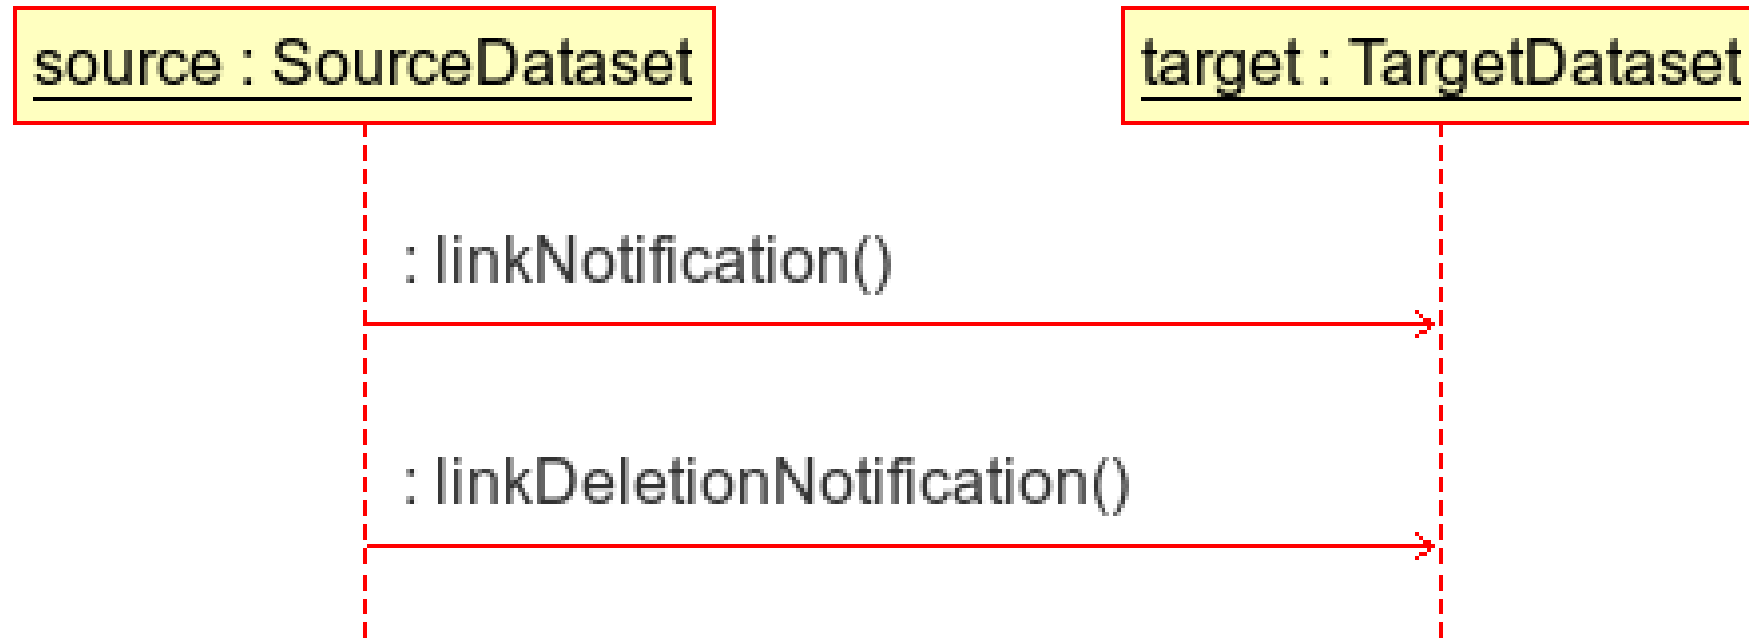 source : SourceDataset
target : TargetDataset
: linkNotification()
: linkDeletionNotification()